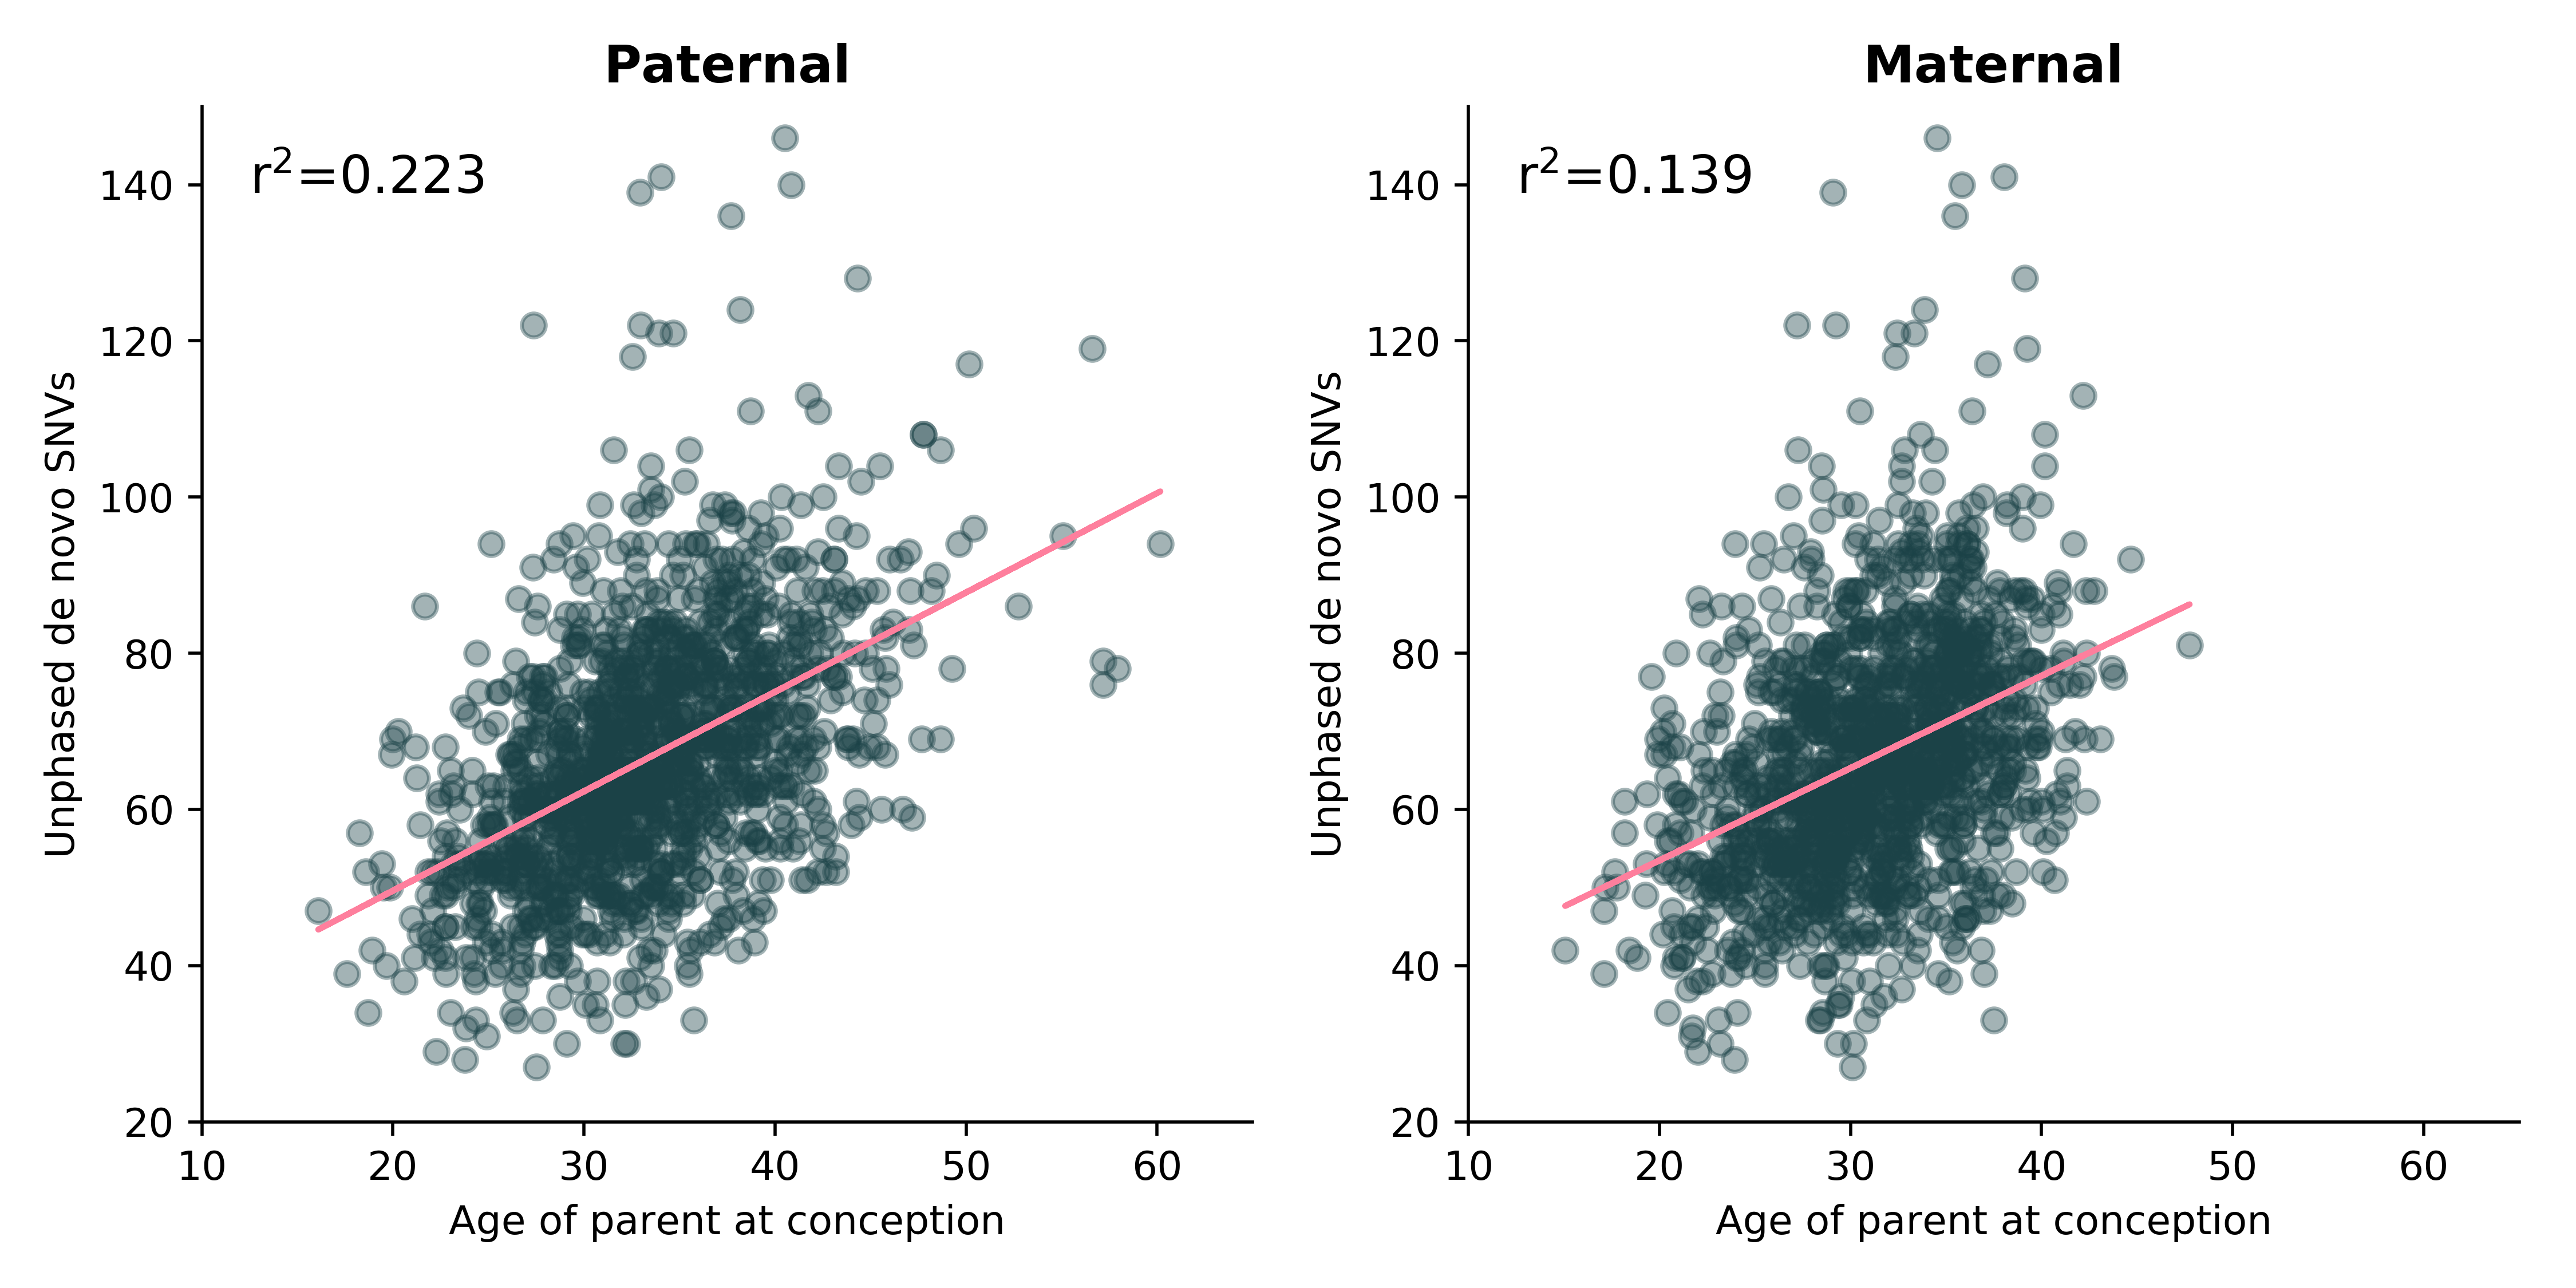 Paternal
r²=0.223
140
120
100
80
60
40
20
Unphased de novo SNVs
10 20 30 40 50 60
Age of parent at conception
Maternal
r²=0.139
140
120
100
80
60
40
20
Unphased de novo SNVs
10 20 30 40 50 60
Age of parent at conception